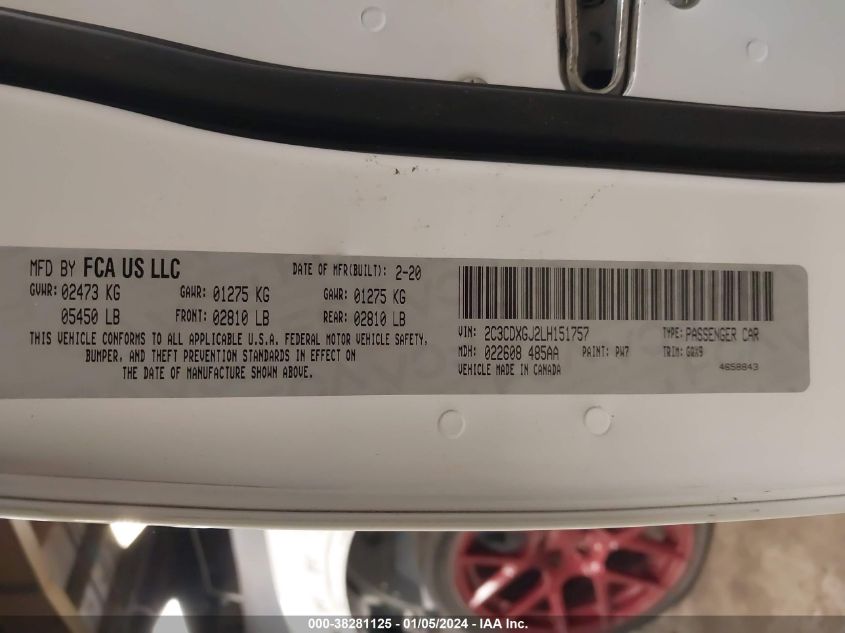 MFD BY FCA US LLC
DATE OF MFR(BUILT): 2-20
GVWR: 02473 KG GAWR: 01275 KG GAWR: 01275 KG
05450 LB FRONT: 02810 LB REAR: 02810 LB
THIS VEHICLE CONFORMS TO ALL APPLICABLE U.S.A. FEDERAL MOTOR VEHICLE SAFETY,
BUMPER, AND THEFT PREVENTION STANDARDS IN EFFECT ON
THE DATE OF MANUFACTURE SHOWN ABOVE.
VIN: 2C3CDXGJ2LH151757 TYPE: PASSENGER CAR
MDH: 022608 485AA PAINT: PW7 TRIM: GRX9
VEHICLE MADE IN CANADA
4658843
000-38281125 - 01/05/2024 - IAA Inc.